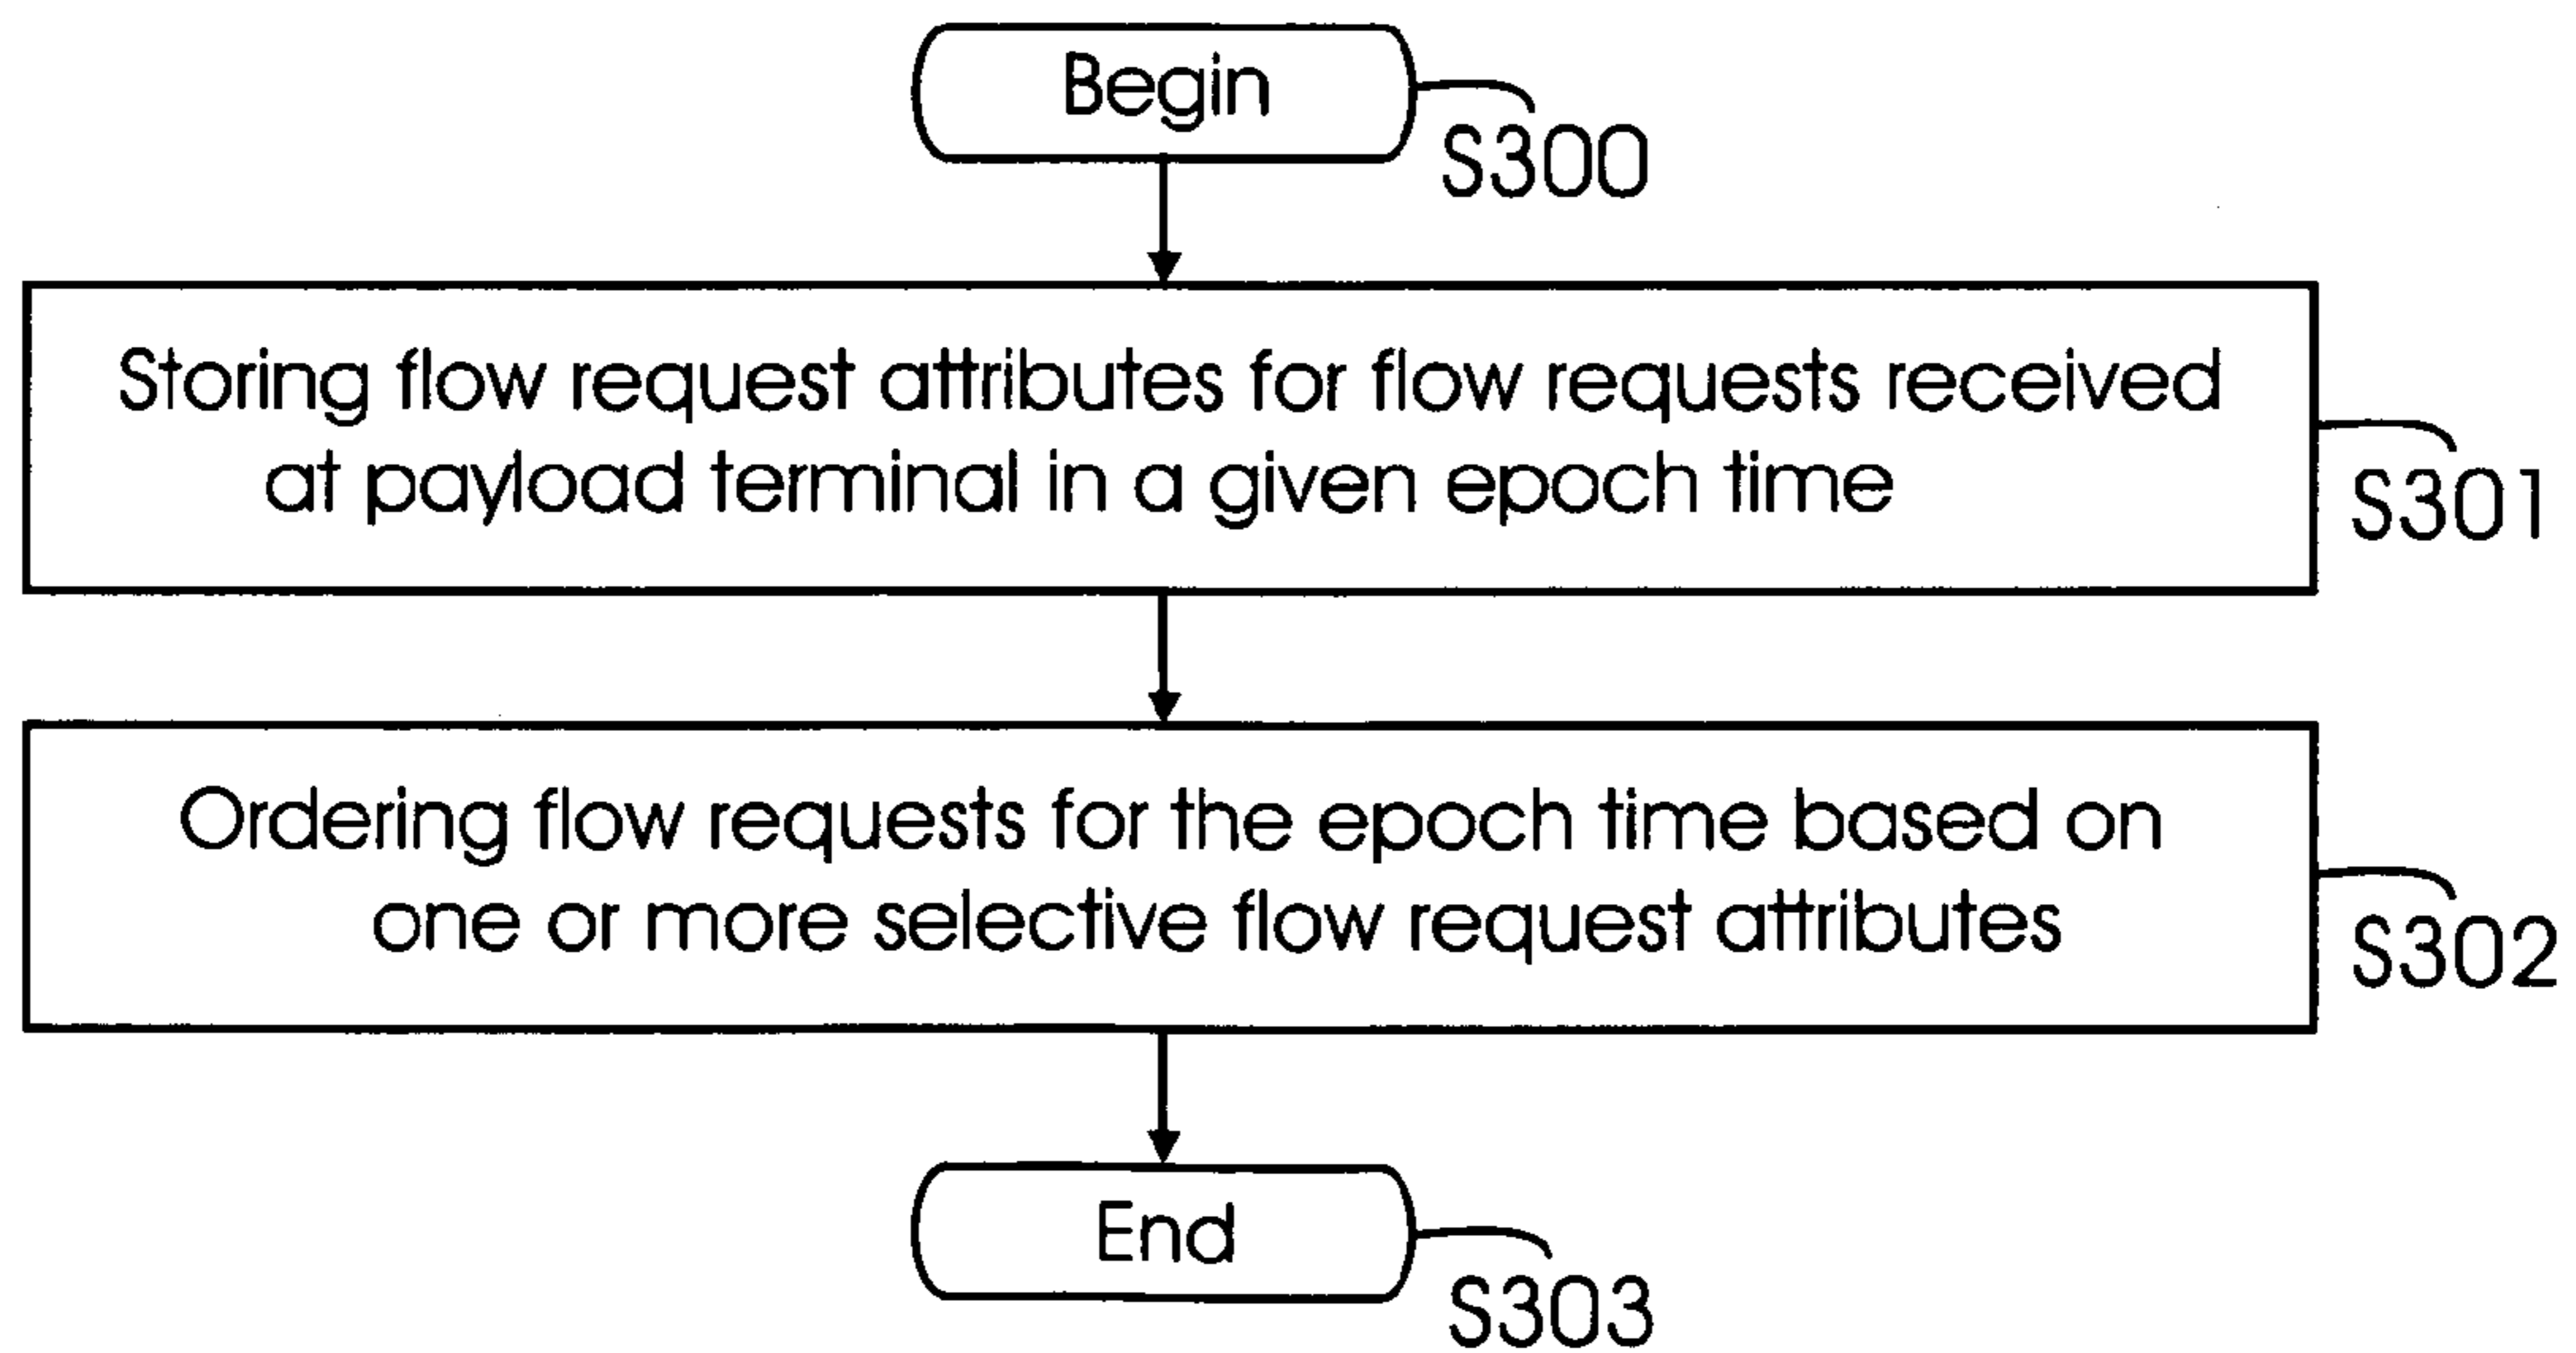 Begin
S300
Storing flow request attributes for flow requests received
at payload terminal in a given epoch time
S301
Ordering flow requests for the epoch time based on
one or more selective flow request attributes
S302
End
S303